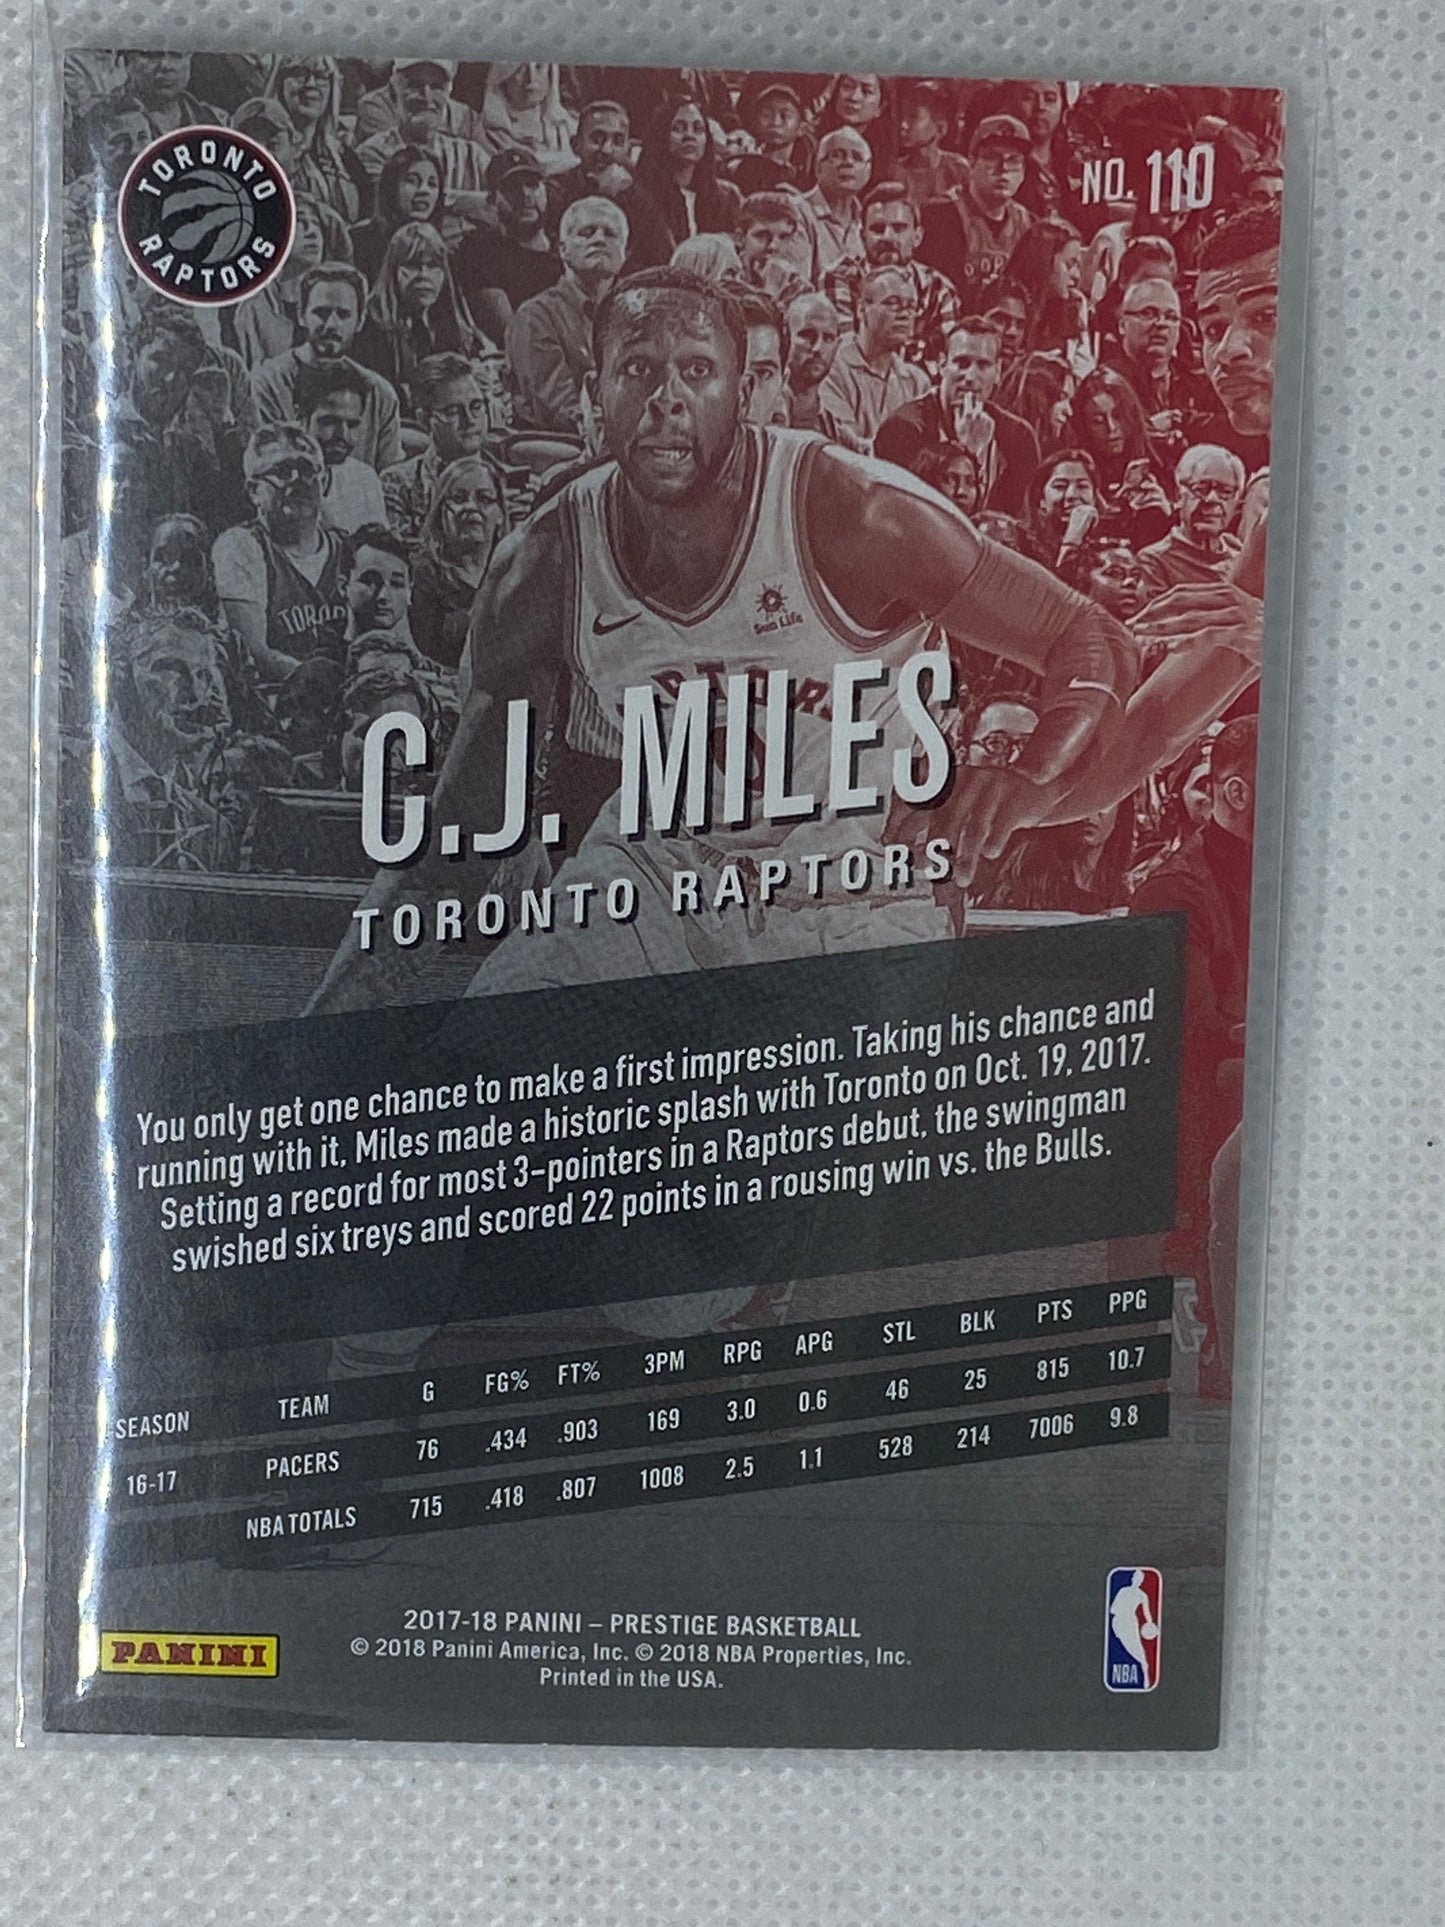 TORONTO
RAPTORS
NO. 110
TORON
Sun Life
C.J. MILES
TORONTO RAPTORS
You only get one chance to make a first impression. Taking his chance and
running with it, Miles made a historic splash with Toronto on Oct. 19, 2017.
Setting a record for most 3-pointers in a Raptors debut, the swingman
swished six treys and scored 22 points in a rousing win vs. the Bulls.
SEASON TEAM G FG% FT% 3PM RPG APG STL BLK PTS PPG
16-17 PACERS 76 .434 .903 169 3.0 0.6 46 25 815 10.7
NBA TOTALS 715 .418 .807 1008 2.5 1.1 528 214 7006 9.8
2017-18 PANINI – PRESTIGE BASKETBALL
© 2018 Panini America, Inc. © 2018 NBA Properties, Inc.
Printed in the USA.
PANINI
NBA